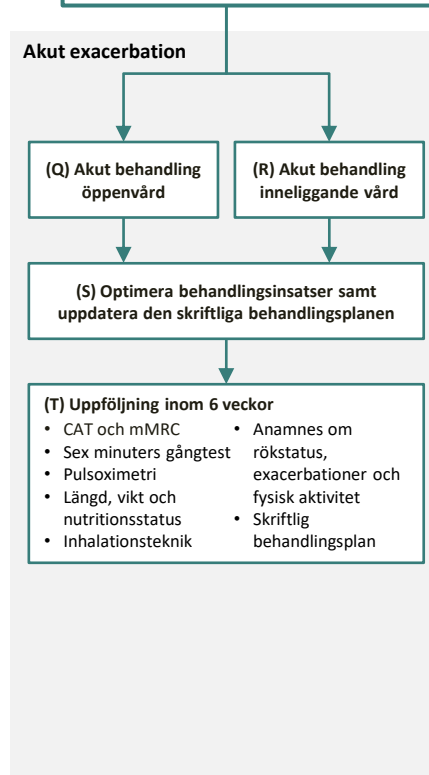 Akut exacerbation
(Q) Akut behandling
öppenvård
(R) Akut behandling
inneliggande vård
(S) Optimera behandlingsinsatser samt
uppdatera den skriftliga behandlingsplanen
(T) Uppföljning inom 6 veckor
• CAT och mMRC
• Sex minuters gångtest
• Pulsoximetri
• Längd, vikt och
nutritionsstatus
• Inhalationsteknik
• Anamnes om
rökstatus,
exacerbationer och
fysisk aktivitet
• Skriftlig
behandlingsplan